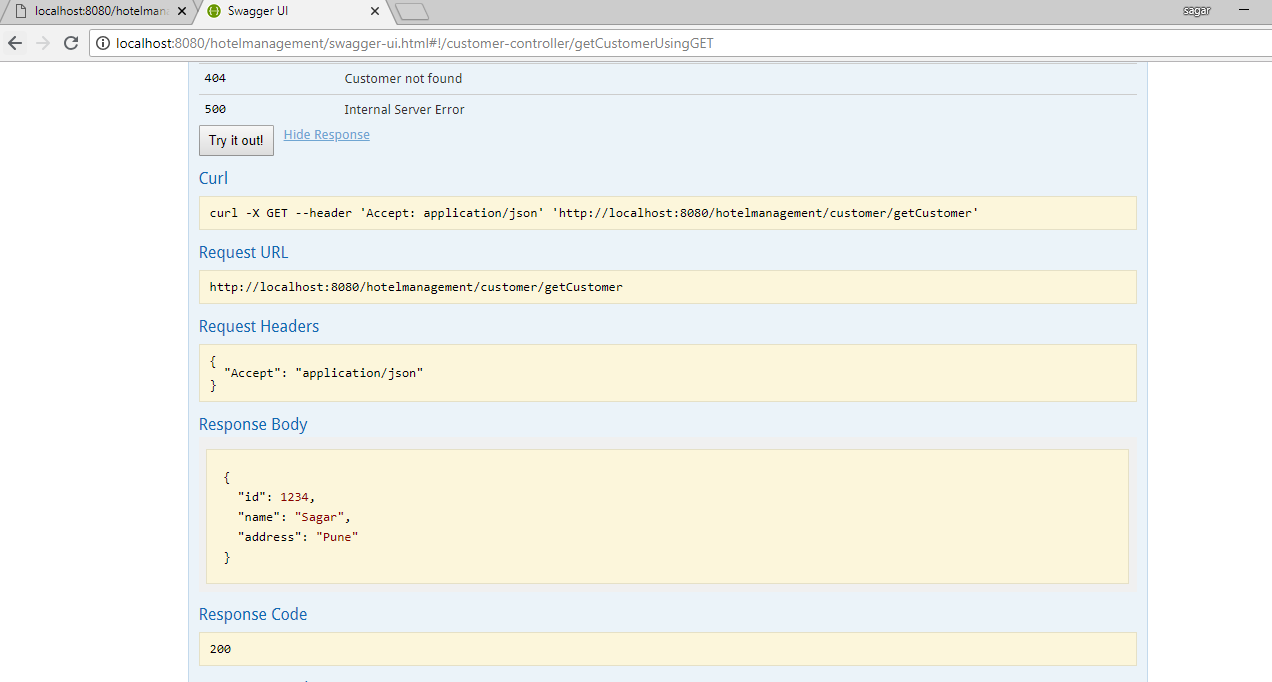 localhost:8080/hotelmana
Swagger UI
sagar
localhost:8080/hotelmanagement/swagger-ui.html#!/customer-controller/getCustomerUsingGET
404 Customer not found
500 Internal Server Error
Try it out! Hide Response
Curl
curl -X GET --header 'Accept: application/json' 'http://localhost:8080/hotelmanagement/customer/getCustomer'
Request URL
http://localhost:8080/hotelmanagement/customer/getCustomer
Request Headers
{
"Accept": "application/json"
}
Response Body
{
"id": 1234,
"name": "Sagar",
"address": "Pune"
}
Response Code
200